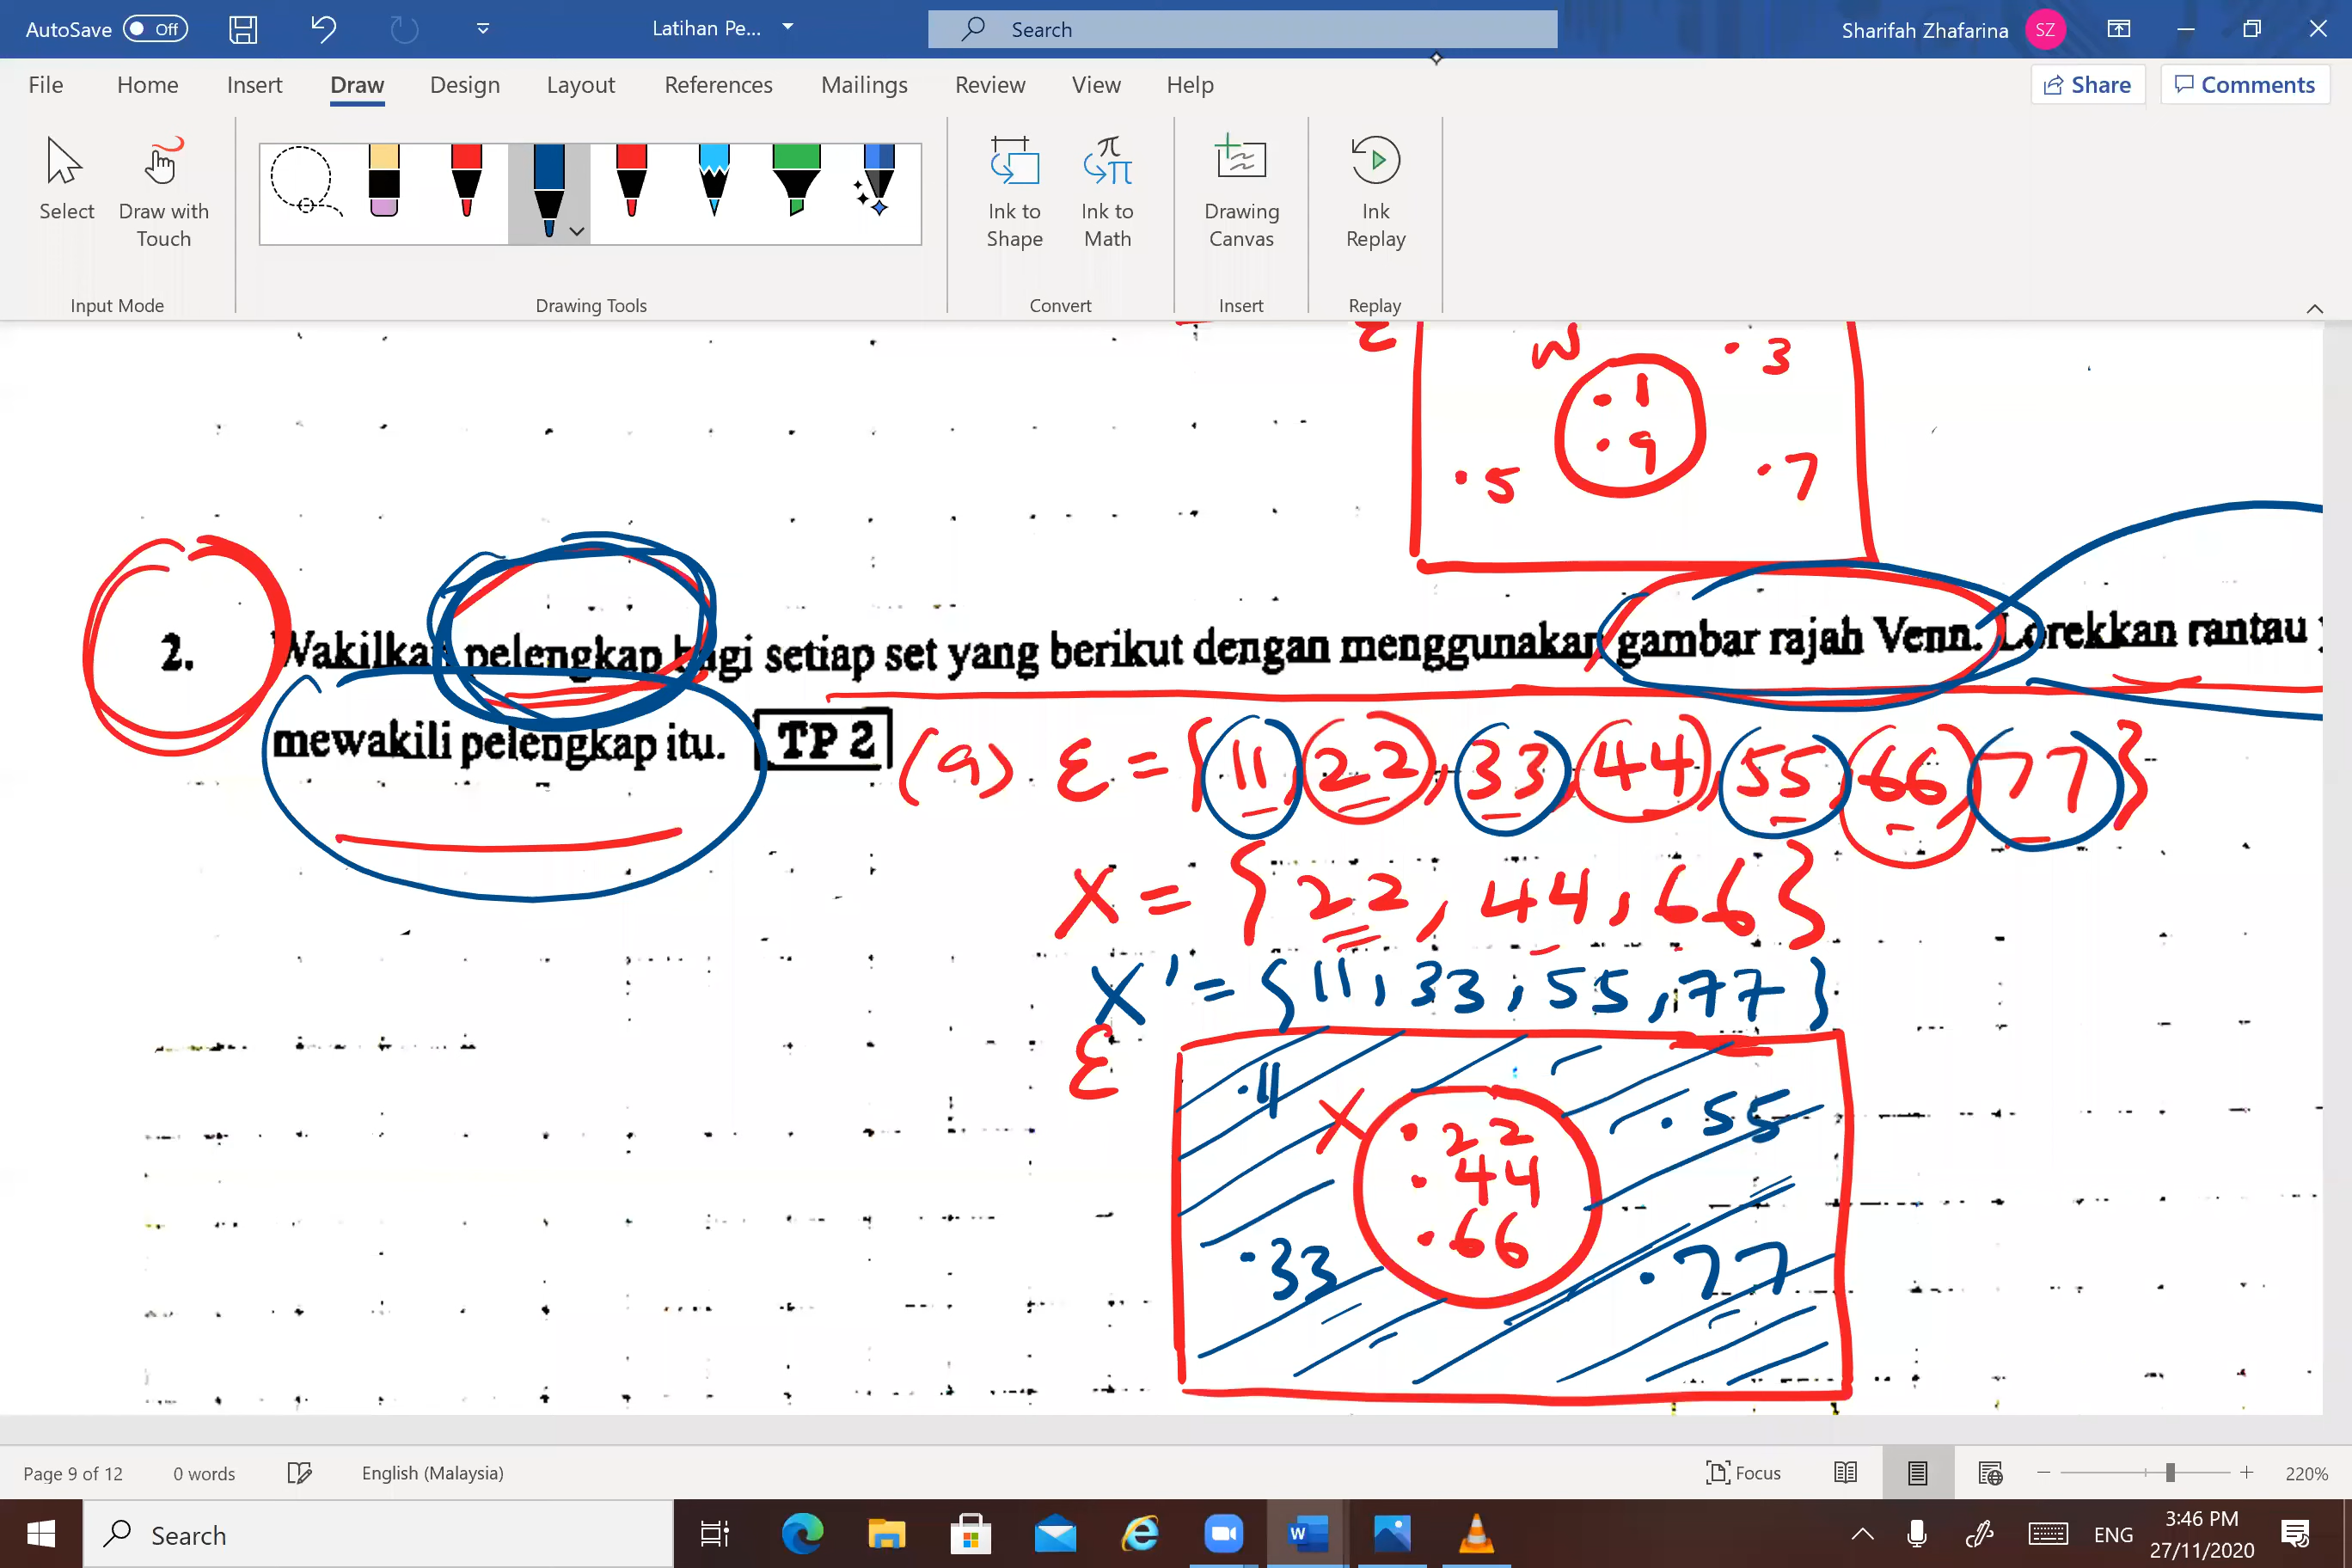 AutoSave Off Latihan Pe... Search Sharifah Zhafarina SZ
File Home Insert Draw Design Layout References Mailings Review View Help Share Comments
Select Draw with Touch Ink to Shape Ink to Math Drawing Canvas Ink Replay
Input Mode Drawing Tools Convert Insert Replay
ε W .3
.1
.9
.5 .7
2. Wakilkan pelengkap bagi setiap set yang berikut dengan menggunakan gambar rajah Venn. Lorekkan rantau
mewakili pelengkap itu. TP 2 (a) ε = {11, 22, 33, 44, 55, 66, 77}
X = {22, 44, 66}
X' = {11, 33, 55, 77}
ε
.11 X .22 .55
.44
.33 .66 .77
Page 9 of 12 0 words English (Malaysia) Focus 220%
Search ENG 3:46 PM
27/11/2020